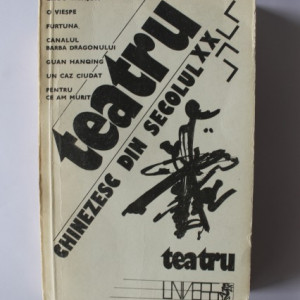 O VIESPE
FURTUNA
CANALUL
BARBA DRAGONULUI
GUAN HANQING
UN CAZ CIUDAT
PENTRU
CE AM MURIT
teatru
CHINEZESC DIN SECOLUL XX
teatru